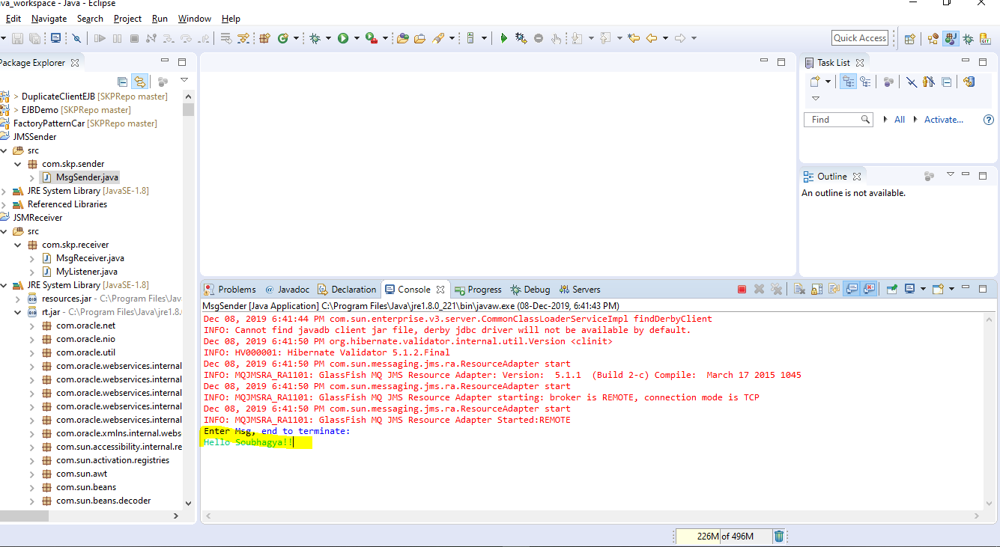 ava_workspace - Java - Eclipse
Edit Navigate Search Project Run Window Help
Quick Access
Package Explorer
> DuplicateClientEJB [SKPRepo master]
> EJBDemo [SKPRepo master]
FactoryPatternCar [SKPRepo master]
JMSSender
src
com.skp.sender
MsgSender.java
JRE System Library [JavaSE-1.8]
Referenced Libraries
JSMReceiver
src
com.skp.receiver
MsgReceiver.java
MyListener.java
JRE System Library [JavaSE-1.8]
resources.jar - C:\Program Files\Jav
rt.jar - C:\Program Files\Java\jre1.8.
com.oracle.net
com.oracle.nio
com.oracle.util
com.oracle.webservices.internal
com.oracle.webservices.internal
com.oracle.webservices.internal
com.oracle.webservices.internal
com.oracle.xmlns.internal.webs
com.sun.accessibility.internal.re
com.sun.activation.registries
com.sun.awt
com.sun.beans
com.sun.beans.decoder
Task List
Find All Activate...
Outline
An outline is not available.
Problems @ Javadoc Declaration Console Progress Debug Servers
MsgSender [Java Application] C:\Program Files\Java\jre1.8.0_221\bin\javaw.exe (08-Dec-2019, 6:41:43 PM)
Dec 08, 2019 6:41:44 PM com.sun.enterprise.v3.server.CommonClassLoaderServiceImpl findDerbyClient
INFO: Cannot find javadb client jar file, derby jdbc driver will not be available by default.
Dec 08, 2019 6:41:50 PM org.hibernate.validator.internal.util.Version <clinit>
INFO: HV000001: Hibernate Validator 5.1.2.Final
Dec 08, 2019 6:41:50 PM com.sun.messaging.jms.ra.ResourceAdapter start
INFO: MQJMSRA_RA1101: GlassFish MQ JMS Resource Adapter: Version:  5.1.1  (Build 2-c) Compile:  March 17 2015 1045
Dec 08, 2019 6:41:50 PM com.sun.messaging.jms.ra.ResourceAdapter start
INFO: MQJMSRA_RA1101: GlassFish MQ JMS Resource Adapter starting: broker is REMOTE, connection mode is TCP
Dec 08, 2019 6:41:50 PM com.sun.messaging.jms.ra.ResourceAdapter start
INFO: MQJMSRA_RA1101: GlassFish MQ JMS Resource Adapter Started:REMOTE
Enter Msg, end to terminate:
Hello Soubhagya!!
226M of 496M